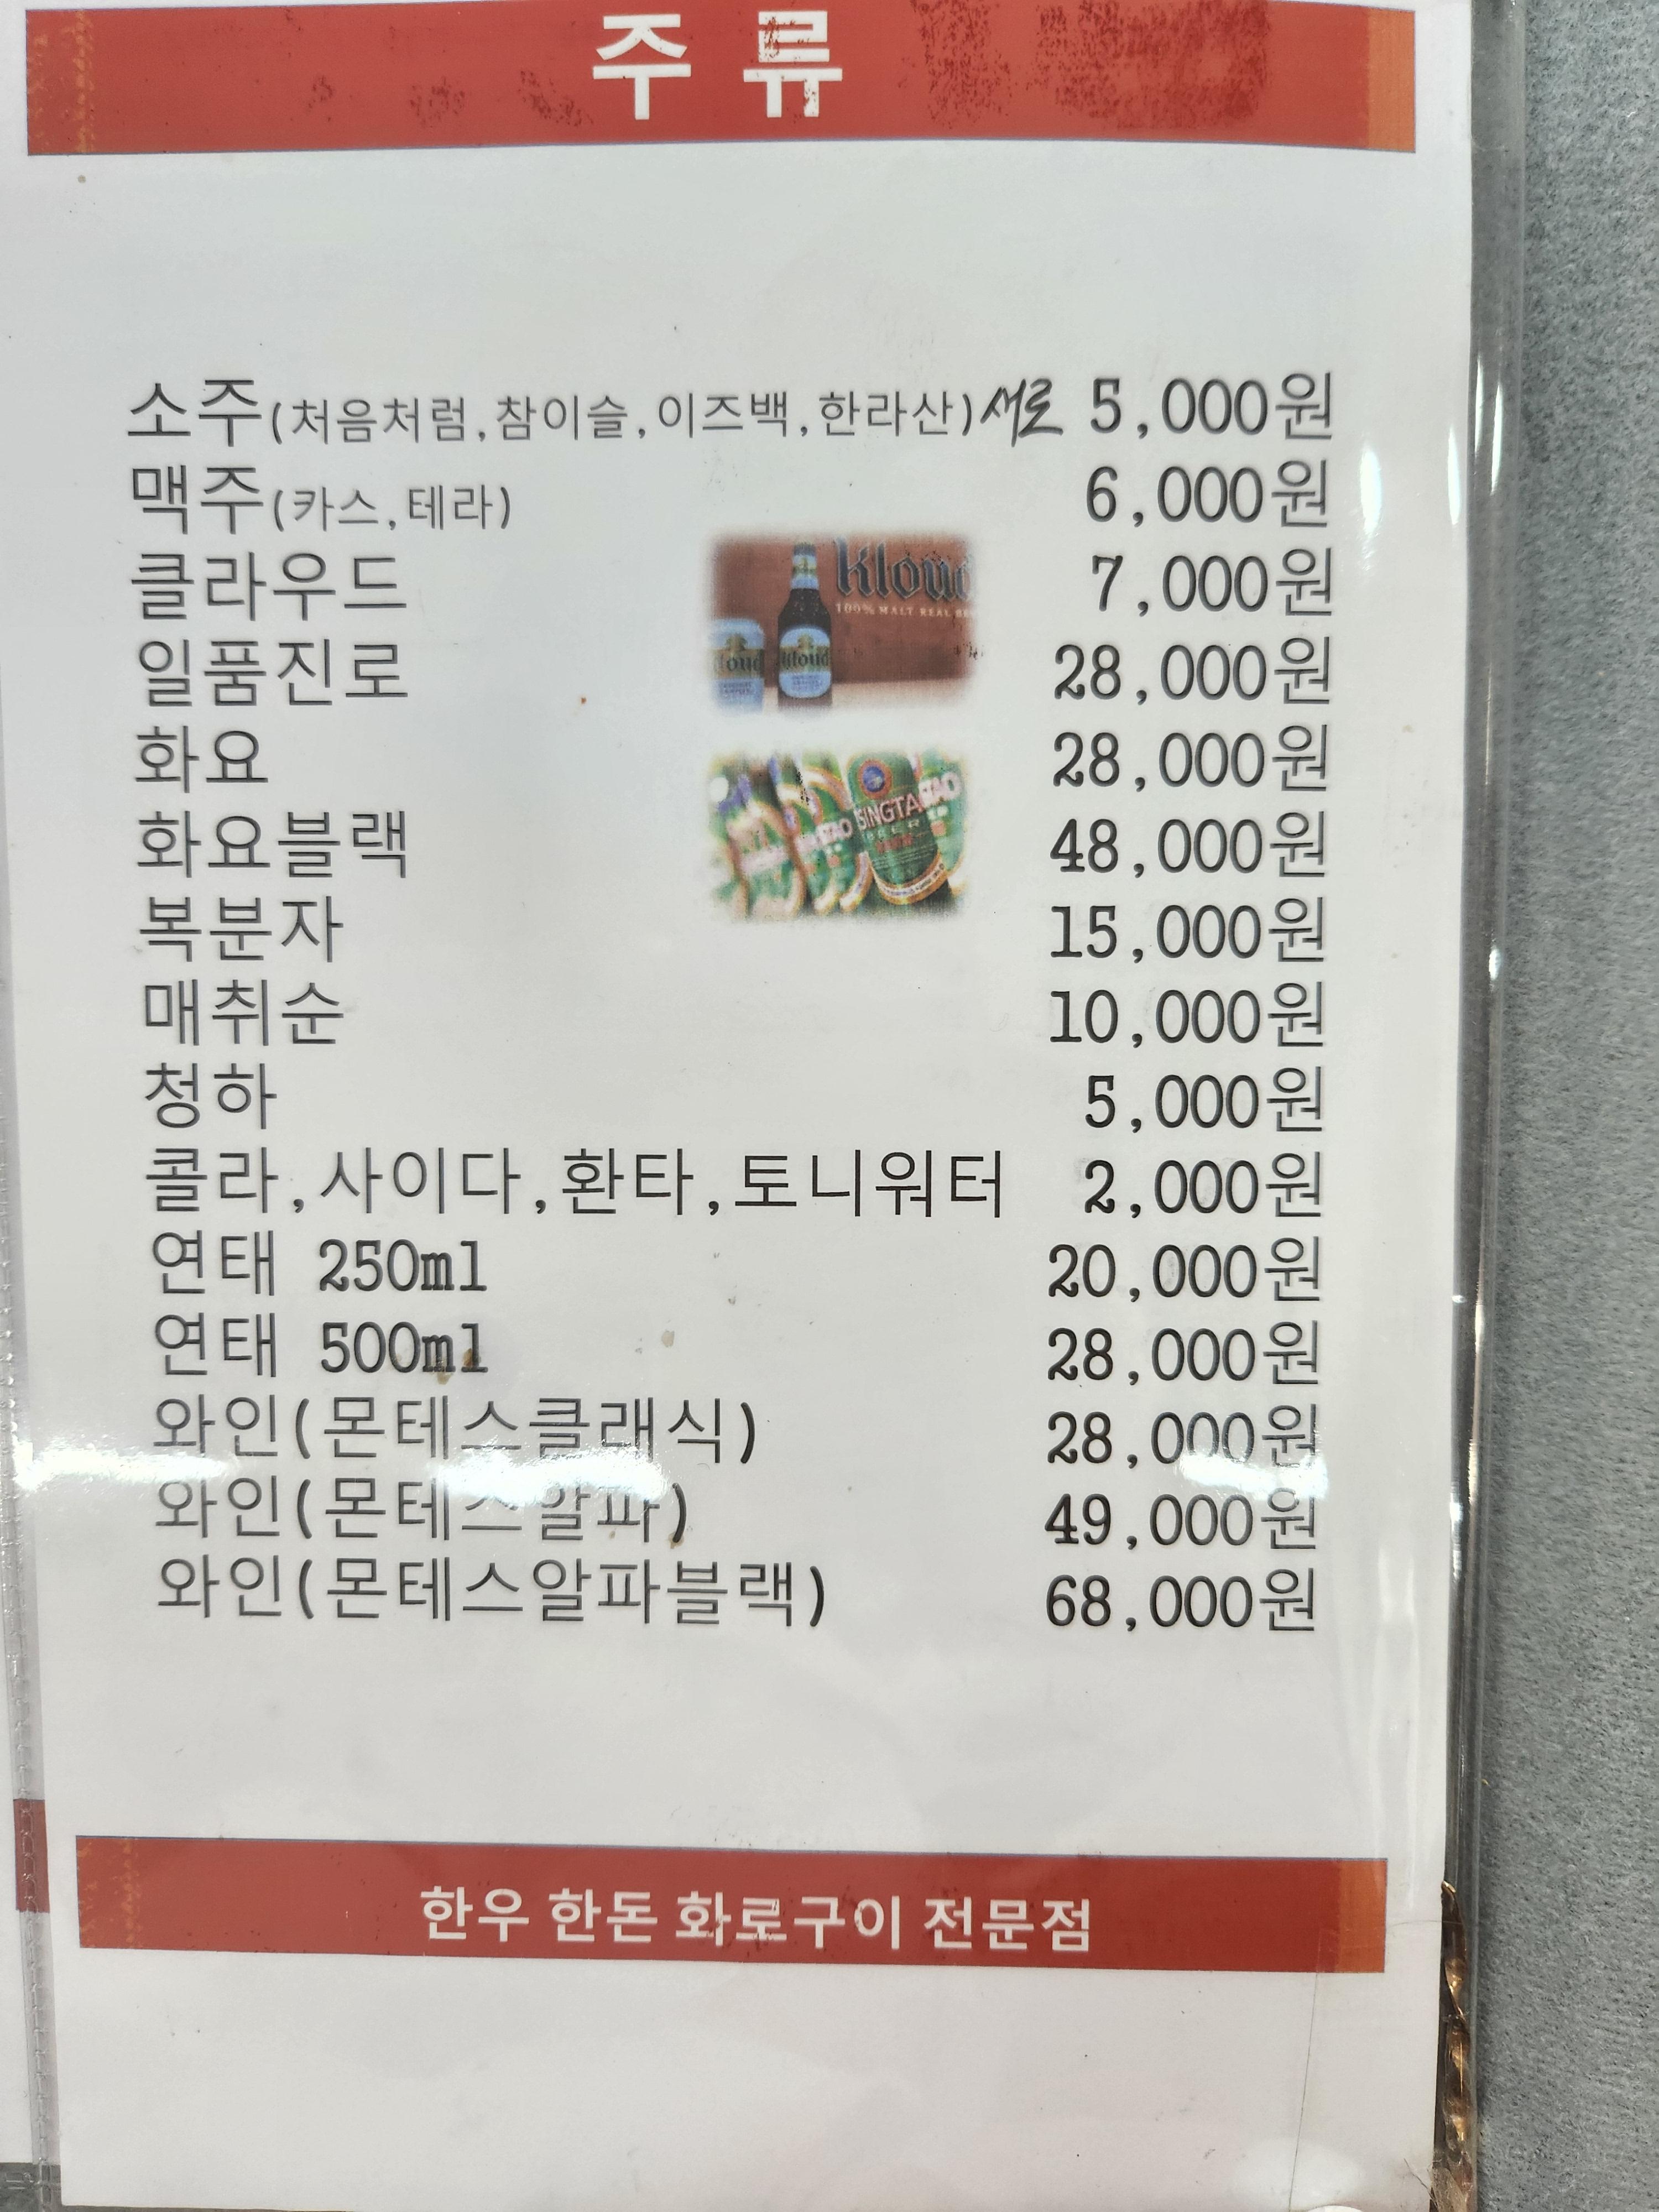 주류
소주(처음처럼,참이슬,이즈백,한라산)새로 5,000원
맥주(카스,테라) 6,000원
클라우드 7,000원
Kloud
100% MALT REAL
일품진로 28,000원
화요 28,000원
화요블랙 48,000원
SINGTAO
BEER
복분자 15,000원
매취순 10,000원
청하 5,000원
콜라,사이다,환타,토니워터 2,000원
연태 250ml 20,000원
연태 500ml 28,000원
와인(몬테스클래식) 28,000원
와인(몬테스알파) 49,000원
와인(몬테스알파블랙) 68,000원
한우 한돈 화로구이 전문점